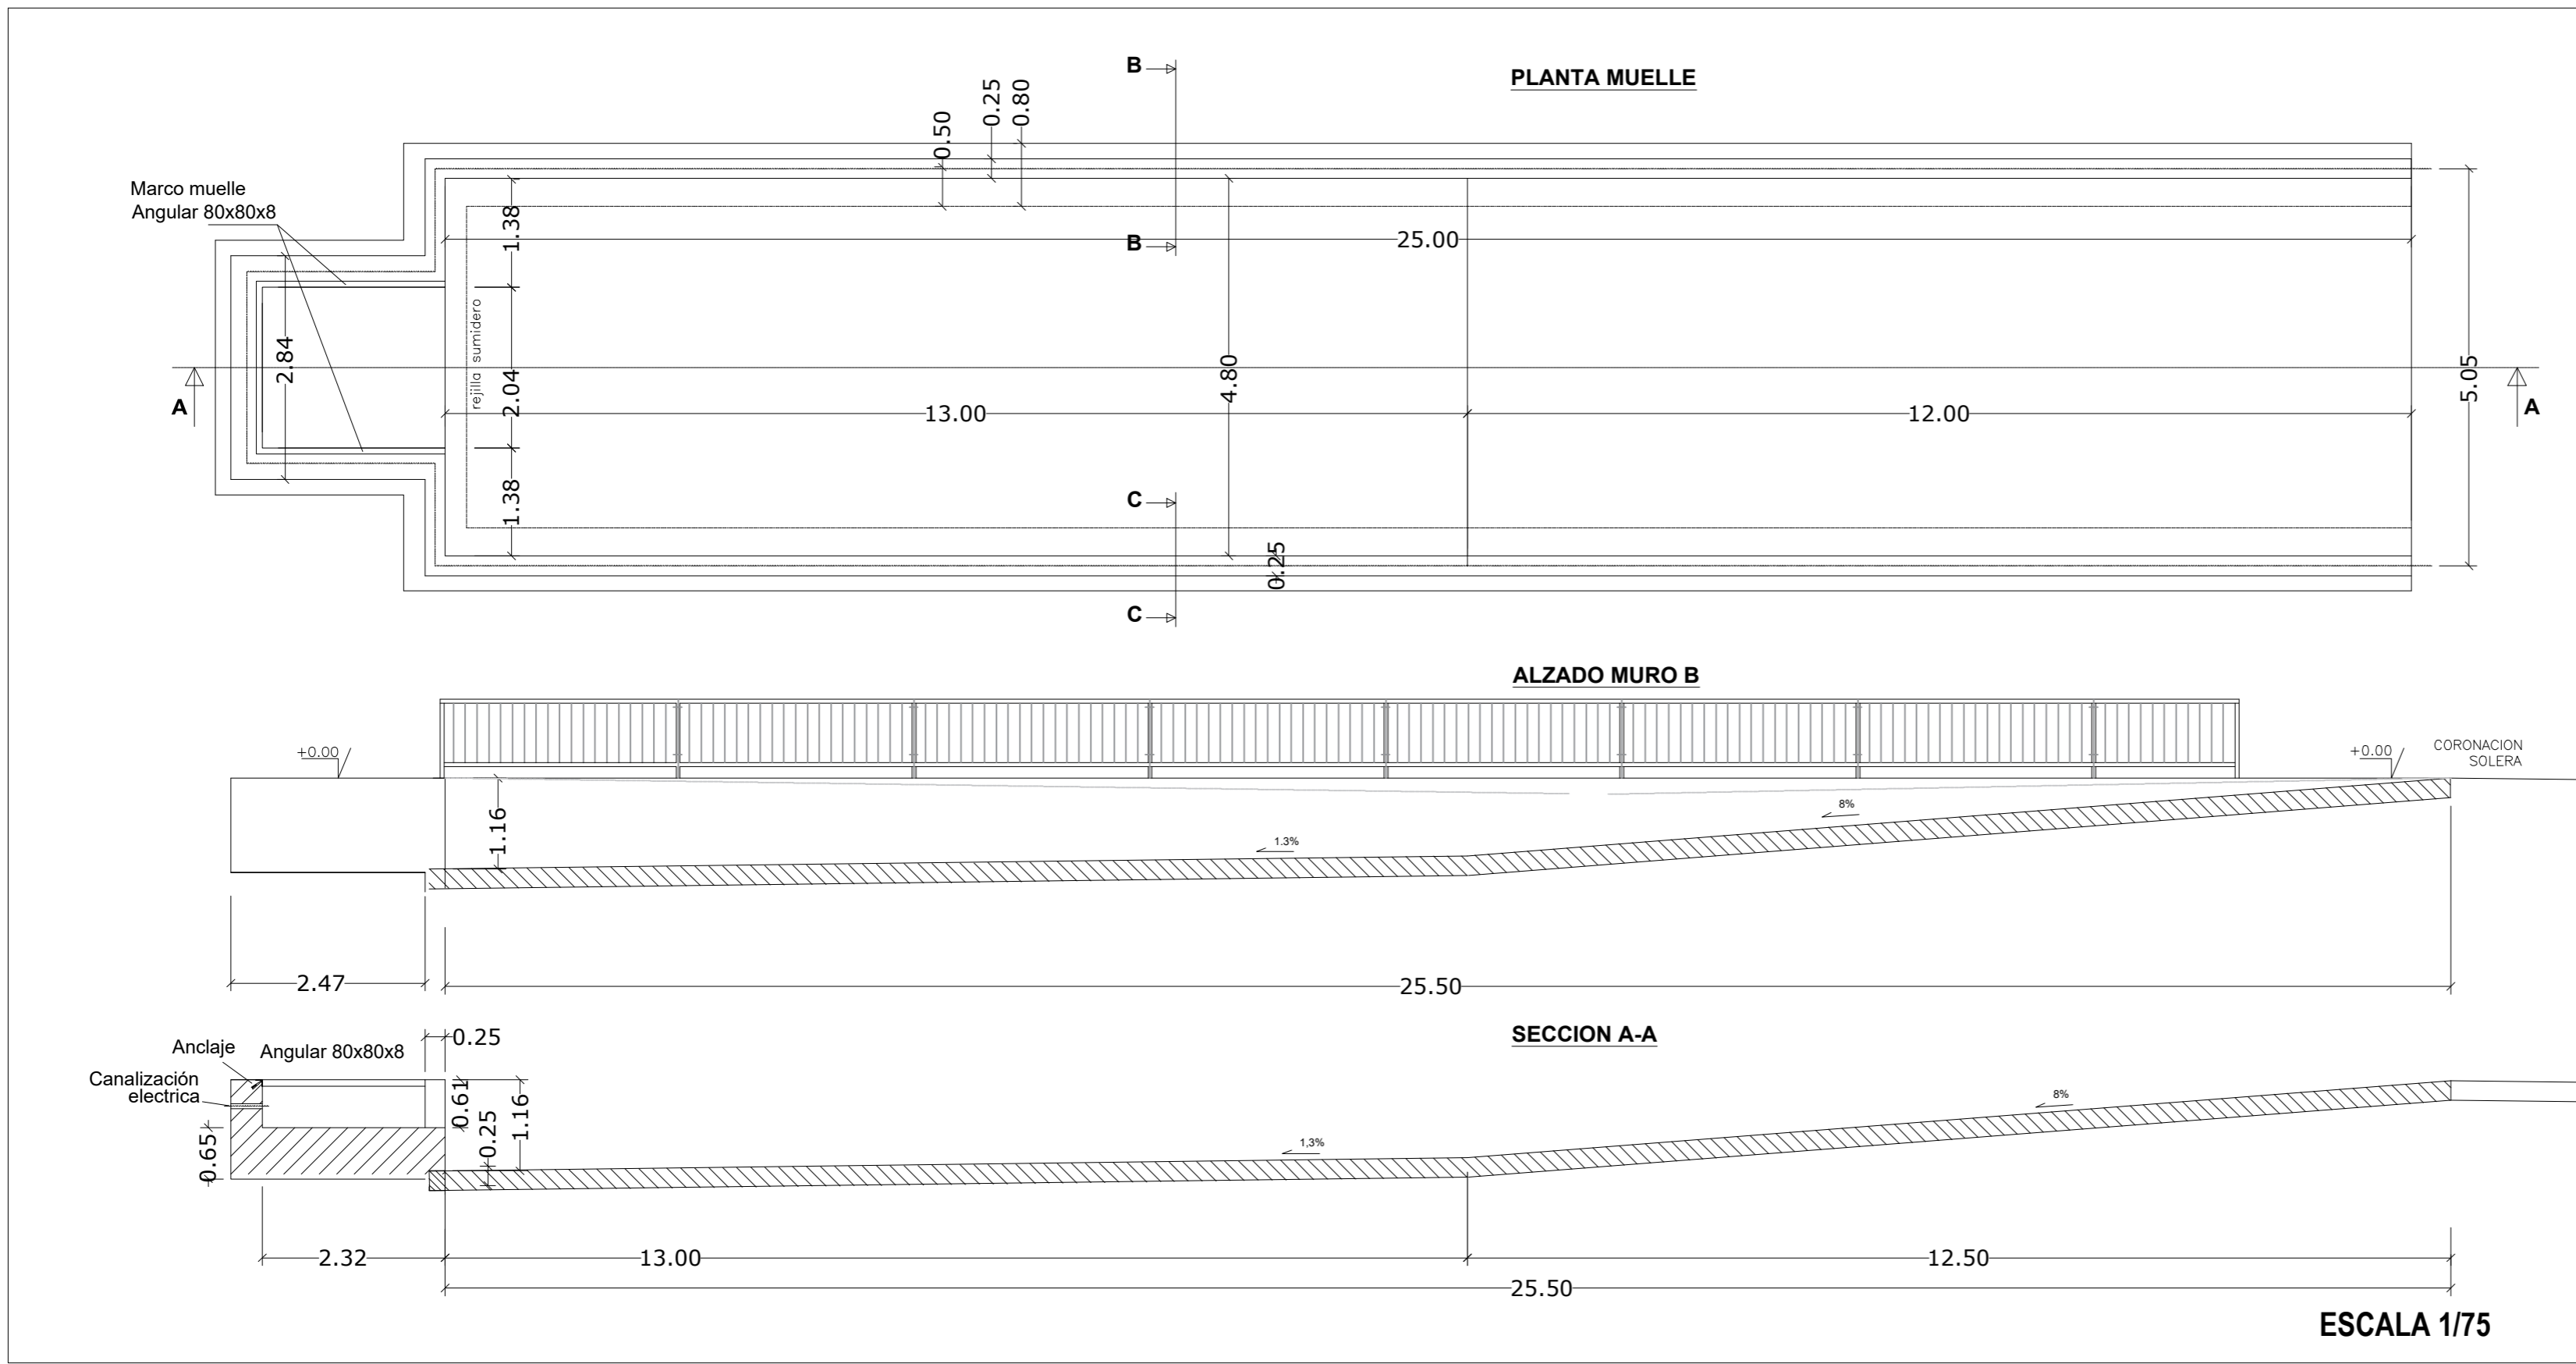 PLANTA MUELLE
B
0.50
0.25
0.80
Marco muelle
Angular 80x80x8
1.38
B
25.00
rejilla sumidero
2.84
2.04
4.80
5.05
A
A
13.00
12.00
1.38
C
0.25
C
ALZADO MURO B
+0.00
+0.00
CORONACION
SOLERA
1.16
1.3%
8%
2.47
25.50
SECCION A-A
0.25
Anclaje
Angular 80x80x8
Canalización
electrica
0.61
0.25
1.16
0.65
1,3%
8%
2.32
13.00
12.50
25.50
ESCALA 1/75